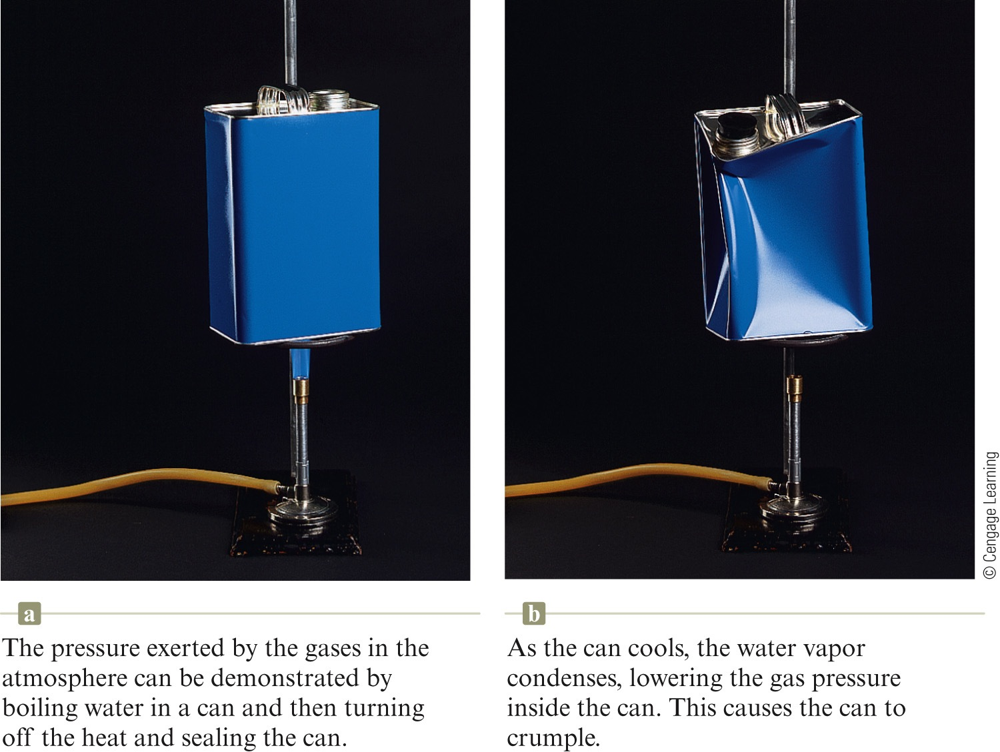 © Cengage Learning
a
The pressure exerted by the gases in the
atmosphere can be demonstrated by
boiling water in a can and then turning
off the heat and sealing the can.
b
As the can cools, the water vapor
condenses, lowering the gas pressure
inside the can. This causes the can to
crumple.